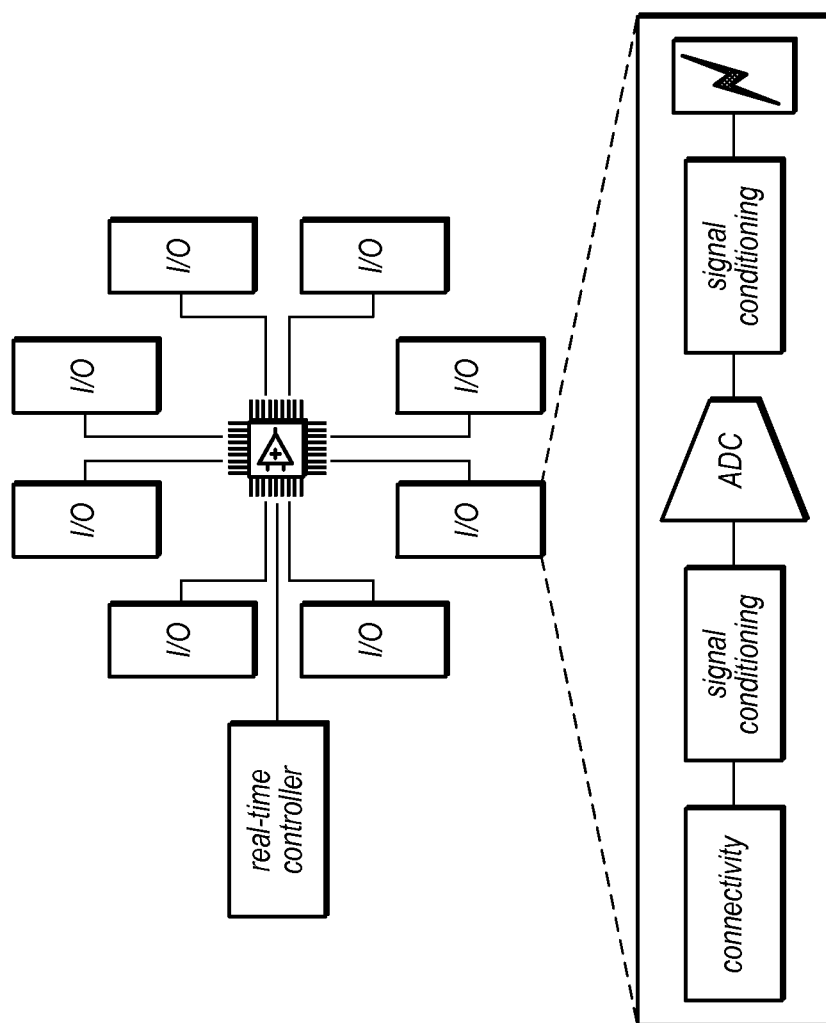 real-time
controller
I/O
I/O
I/O
I/O
I/O
I/O
I/O
I/O
connectivity
signal
conditioning
ADC
signal
conditioning